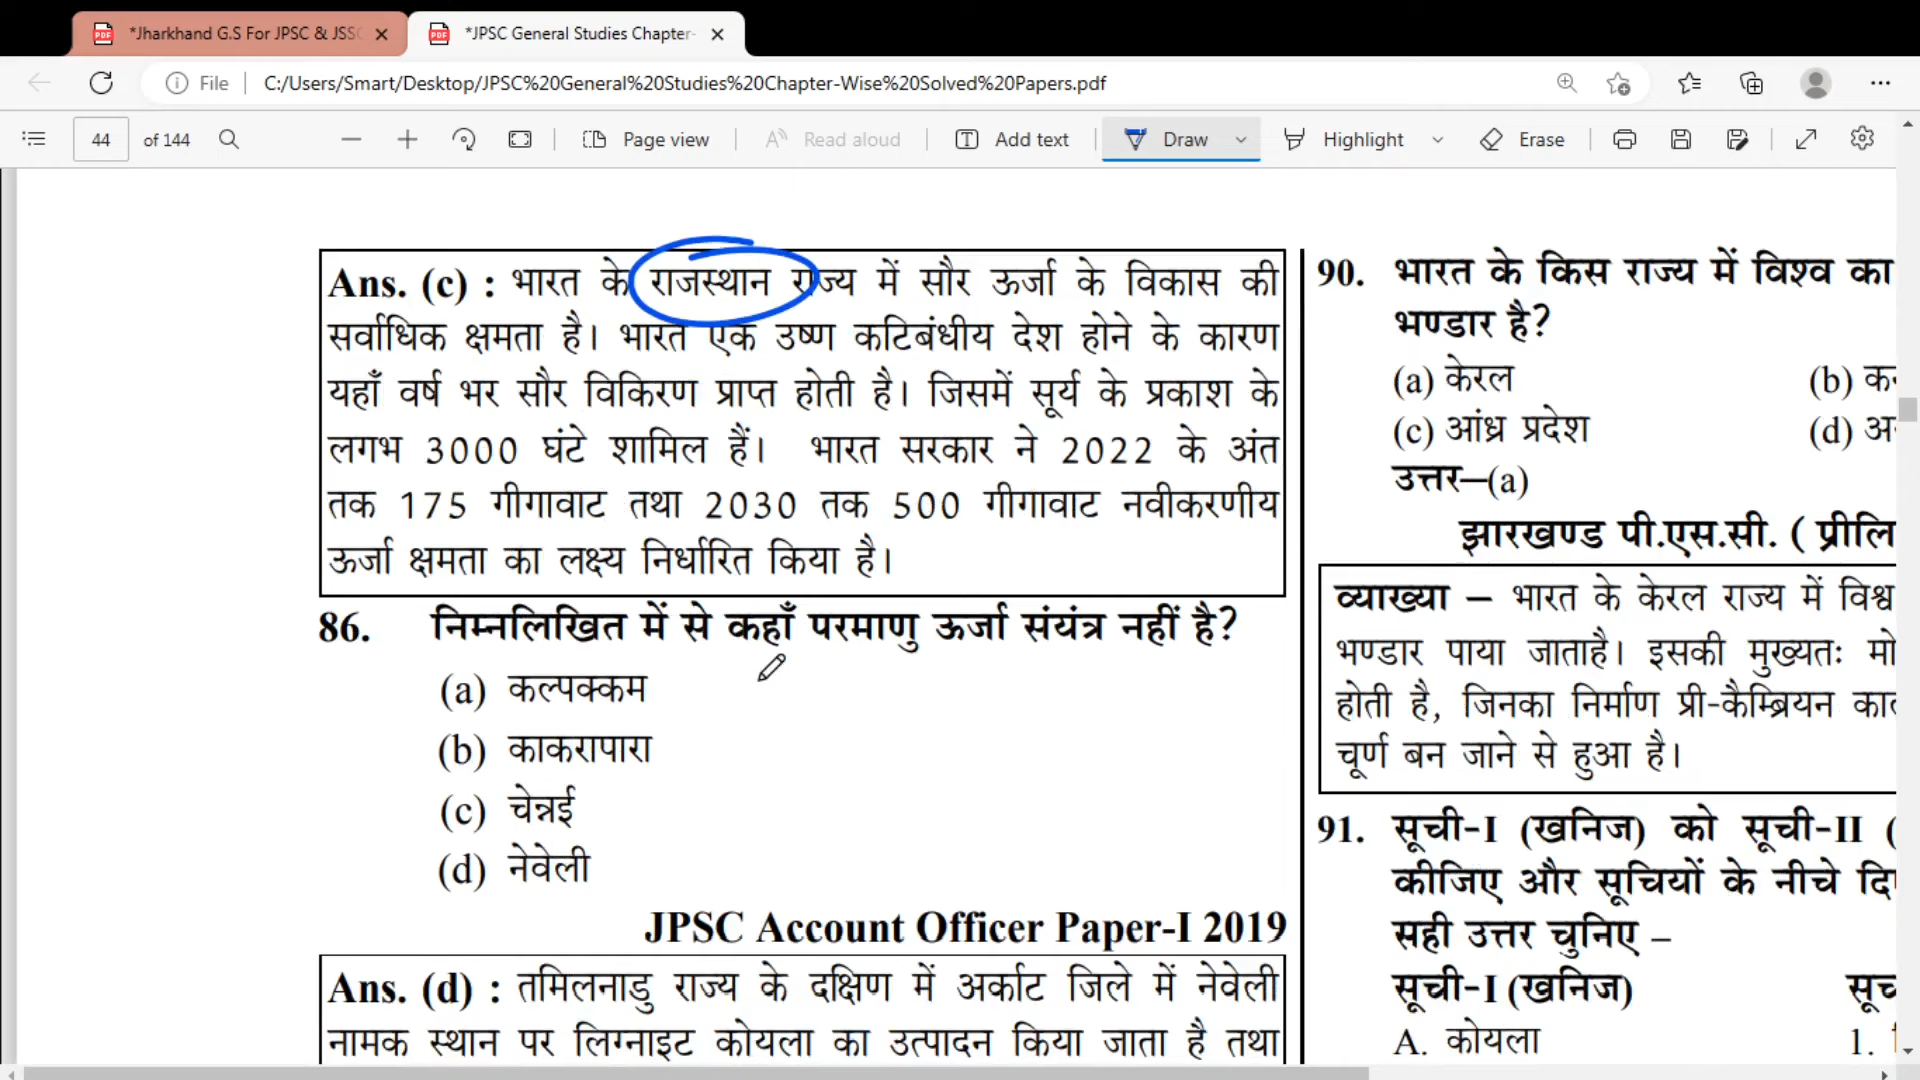 *Jharkhand G.S For JPSC & JSSC
*JPSC General Studies Chapter-
File
C:/Users/Smart/Desktop/JPSC%20General%20Studies%20Chapter-Wise%20Solved%20Papers.pdf
44 of 144
Page view
Read aloud
Add text
Draw
Highlight
Erase
Ans. (c) : भारत के राजस्थान राज्य में सौर ऊर्जा के विकास की
सर्वाधिक क्षमता है। भारत एक उष्ण कटिबंधीय देश होने के कारण
यहाँ वर्ष भर सौर विकिरण प्राप्त होती है। जिसमें सूर्य के प्रकाश के
लगभ 3000 घंटे शामिल हैं। भारत सरकार ने 2022 के अंत
तक 175 गीगावाट तथा 2030 तक 500 गीगावाट नवीकरणीय
ऊर्जा क्षमता का लक्ष्य निर्धारित किया है।
86. निम्नलिखित में से कहाँ परमाणु ऊर्जा संयंत्र नहीं है?
(a) कल्पक्कम
(b) काकरापारा
(c) चेन्नई
(d) नेवेली
JPSC Account Officer Paper-I 2019
Ans. (d) : तमिलनाडु राज्य के दक्षिण में अर्काट जिले में नेवेली
नामक स्थान पर लिग्नाइट कोयला का उत्पादन किया जाता है तथा
90. भारत के किस राज्य में विश्व का
भण्डार है?
(a) केरल (b)
(c) आंध्र प्रदेश (d)
उत्तर–(a)
झारखण्ड पी.एस.सी. ( प्रीलि
व्याख्या – भारत के केरल राज्य में विश्व
भण्डार पाया जाताहै। इसकी मुख्यतः मो
होती है, जिनका निर्माण प्री-कैम्ब्रियन
चूर्ण बन जाने से हुआ है।
91. सूची-I (खनिज) को सूची-II (
कीजिए और सूचियों के नीचे
सही उत्तर चुनिए –
सूची-I (खनिज)
A. कोयला 1.